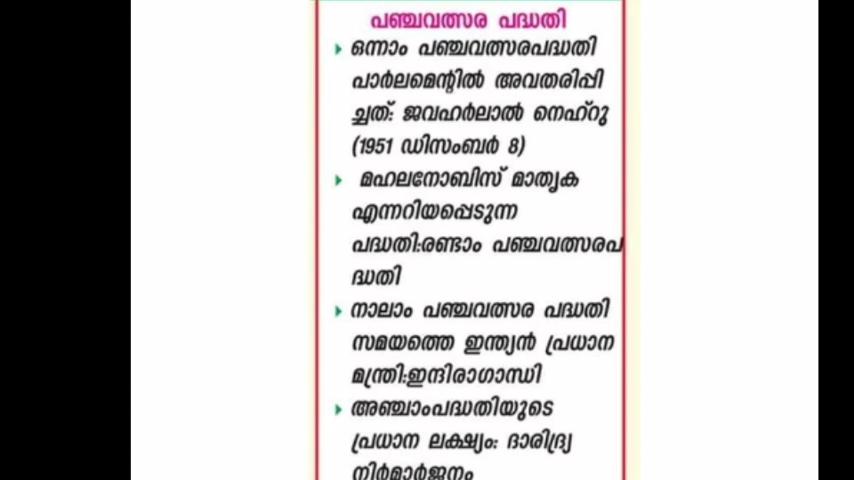 പഞ്ചവത്സര പദ്ധതി
ഒന്നാം പഞ്ചവത്സരപദ്ധതി
പാർലമെന്റിൽ അവതരിപ്പി
ച്ചത്: ജവഹർലാൽ നെഹ്റു
(1951 ഡിസംബർ 8)
മഹലനോബിസ് മാതൃക
എന്നറിയപ്പെടുന്ന
പദ്ധതി:രണ്ടാം പഞ്ചവത്സരപ
ദ്ധതി
നാലാം പഞ്ചവത്സര പദ്ധതി
സമയത്തെ ഇന്ത്യൻ പ്രധാന
മന്ത്രി:ഇന്ദിരാഗാന്ധി
അഞ്ചാംപദ്ധതിയുടെ
പ്രധാന ലക്ഷ്യം: ദാരിദ്ര്യ
നിർമാർജനം